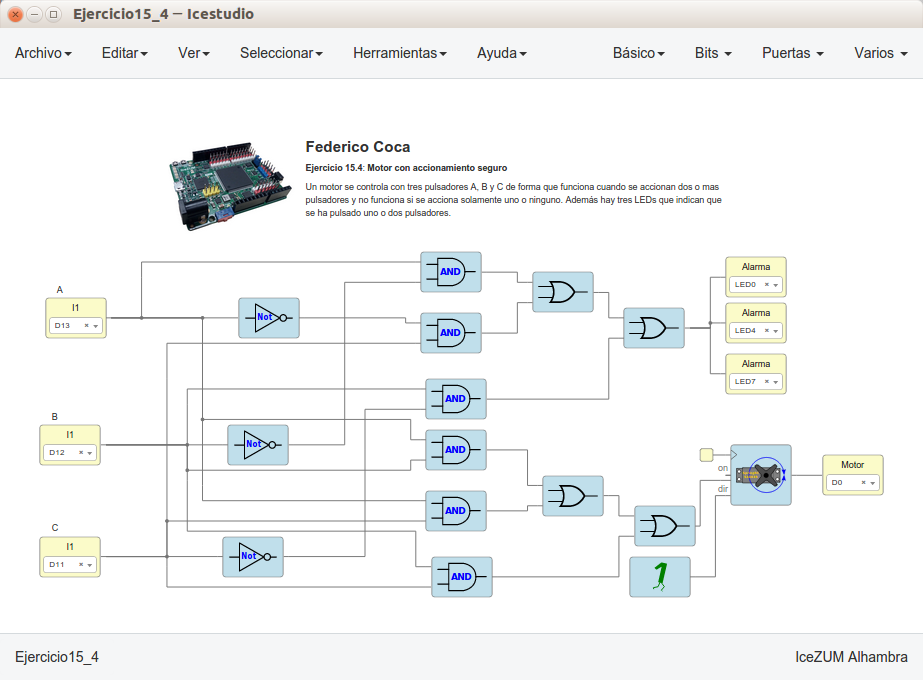 Ejercicio15_4 — Icestudio
Archivo Editar Ver Seleccionar Herramientas Ayuda Básico Bits Puertas Varios
Federico Coca
Ejercicio 15.4: Motor con accionamiento seguro
Un motor se controla con tres pulsadores A, B y C de forma que funciona cuando se accionan dos o mas
pulsadores y no funciona si se acciona solamente uno o ninguno. Además hay tres LEDs que indican que
se ha pulsado uno o dos pulsadores.
A
I1
D13
Not
AND
AND
Alarma
LED0
Alarma
LED4
Alarma
LED7
B
I1
D12
Not
AND
AND
AND
on
dir
Motor
D0
C
I1
D11
Not
AND
1
Ejercicio15_4 IceZUM Alhambra